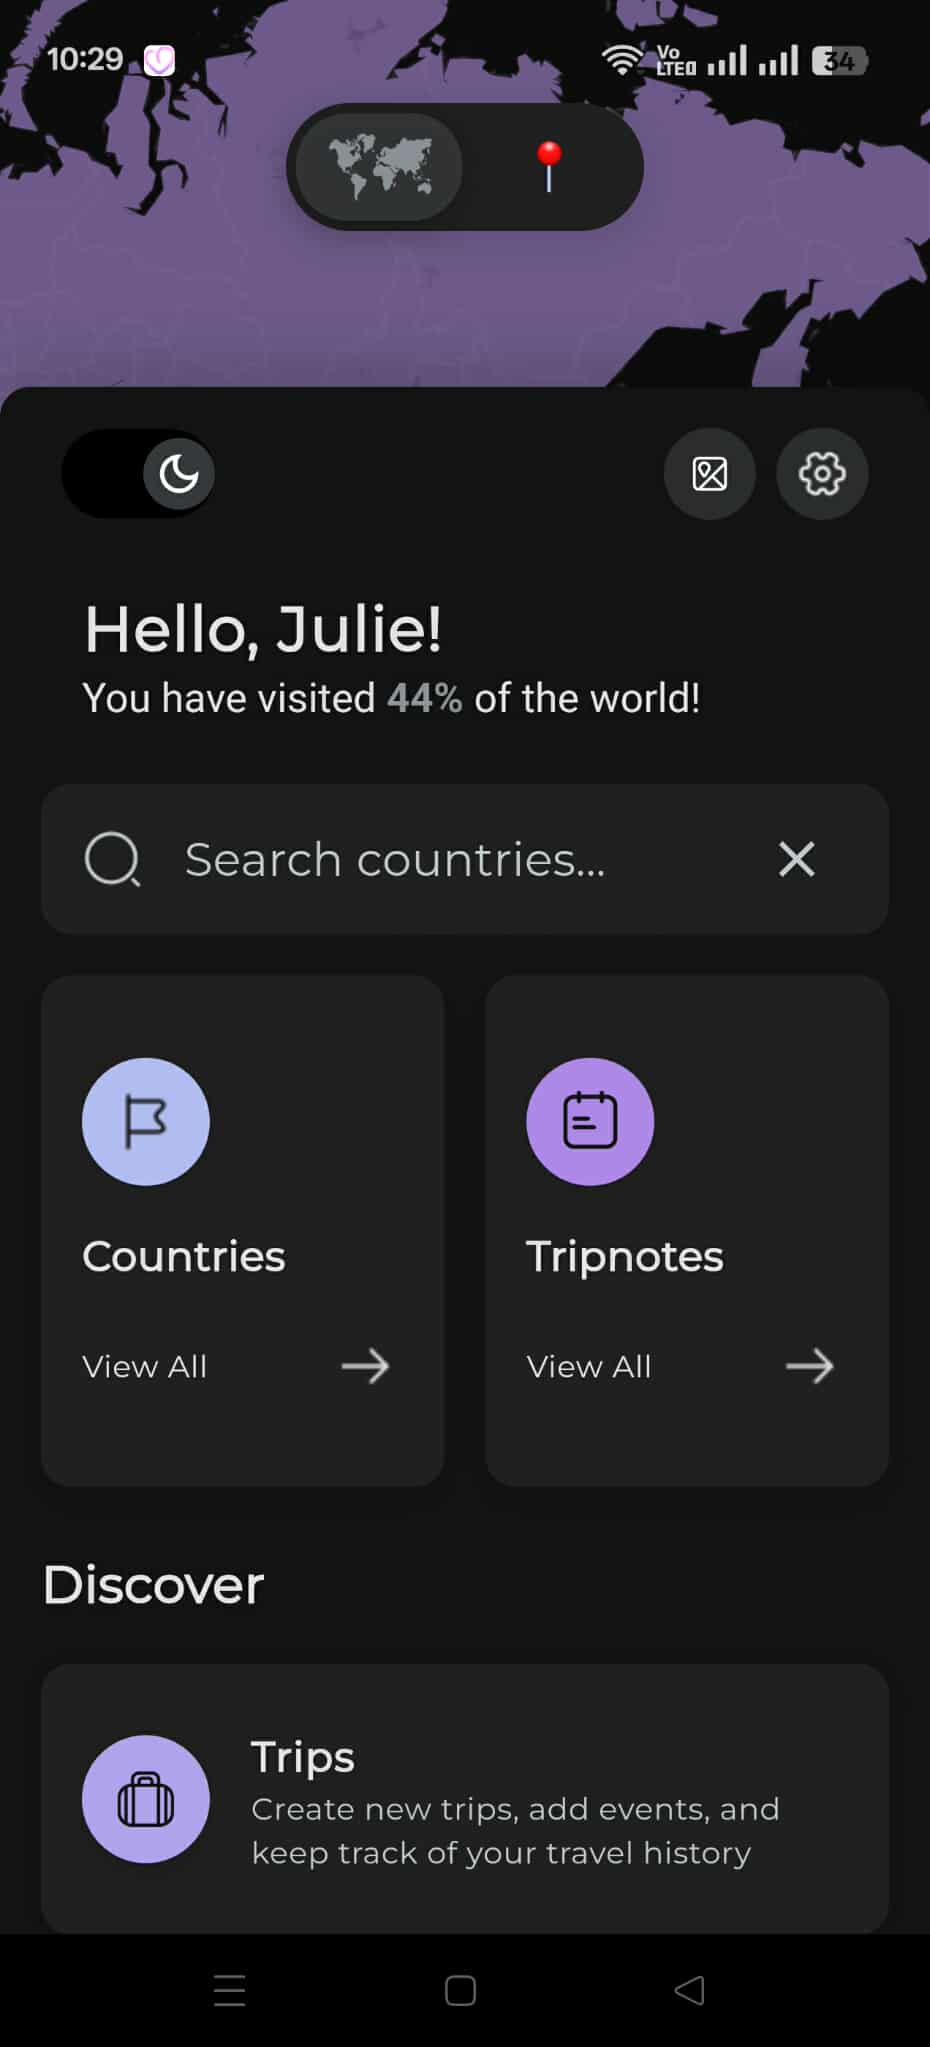 10:29
Vo
LTE
34
Hello, Julie!
You have visited 44% of the world!
Search countries...
Countries
Tripnotes
View All
View All
Discover
Trips
Create new trips, add events, and
keep track of your travel history